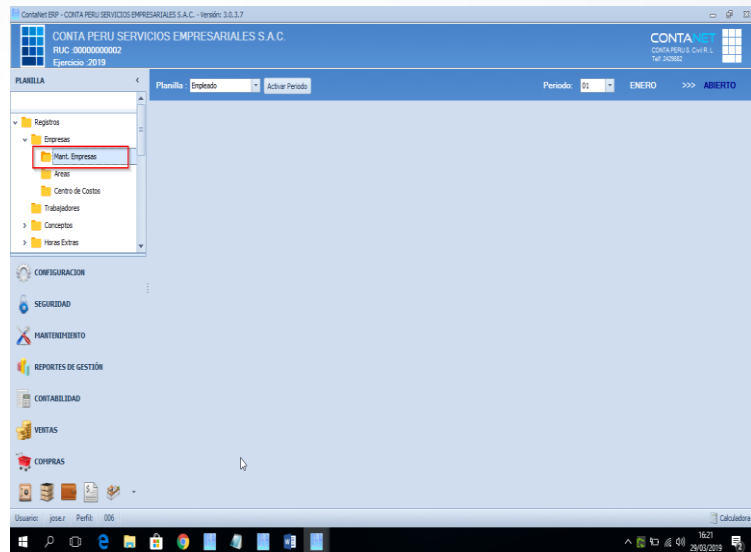 ContaNet ERP - CONTA PERU SERVICIOS EMPRESARIALES S.A.C. - Versión: 3.0.3.7
CONTA PERU SERVICIOS EMPRESARIALES S.A.C.
RUC :00000000002
Ejercicio :2019
CONTANET
CONTA PERU S. Civil R. L.
Telf: 2429682
PLANILLA <
Planilla : Empleado Activar Periodo Periodo: 01 ENERO >>> ABIERTO
Registros
Empresas
Mant. Empresas
Areas
Centro de Costos
Trabajadores
Conceptos
Horas Extras
CONFIGURACION
SEGURIDAD
MANTENIMIENTO
REPORTES DE GESTIÓN
CONTABILIDAD
VENTAS
COMPRAS
Usuario: jose.r Perfil: 006 Calculadora
16:21
29/03/2019